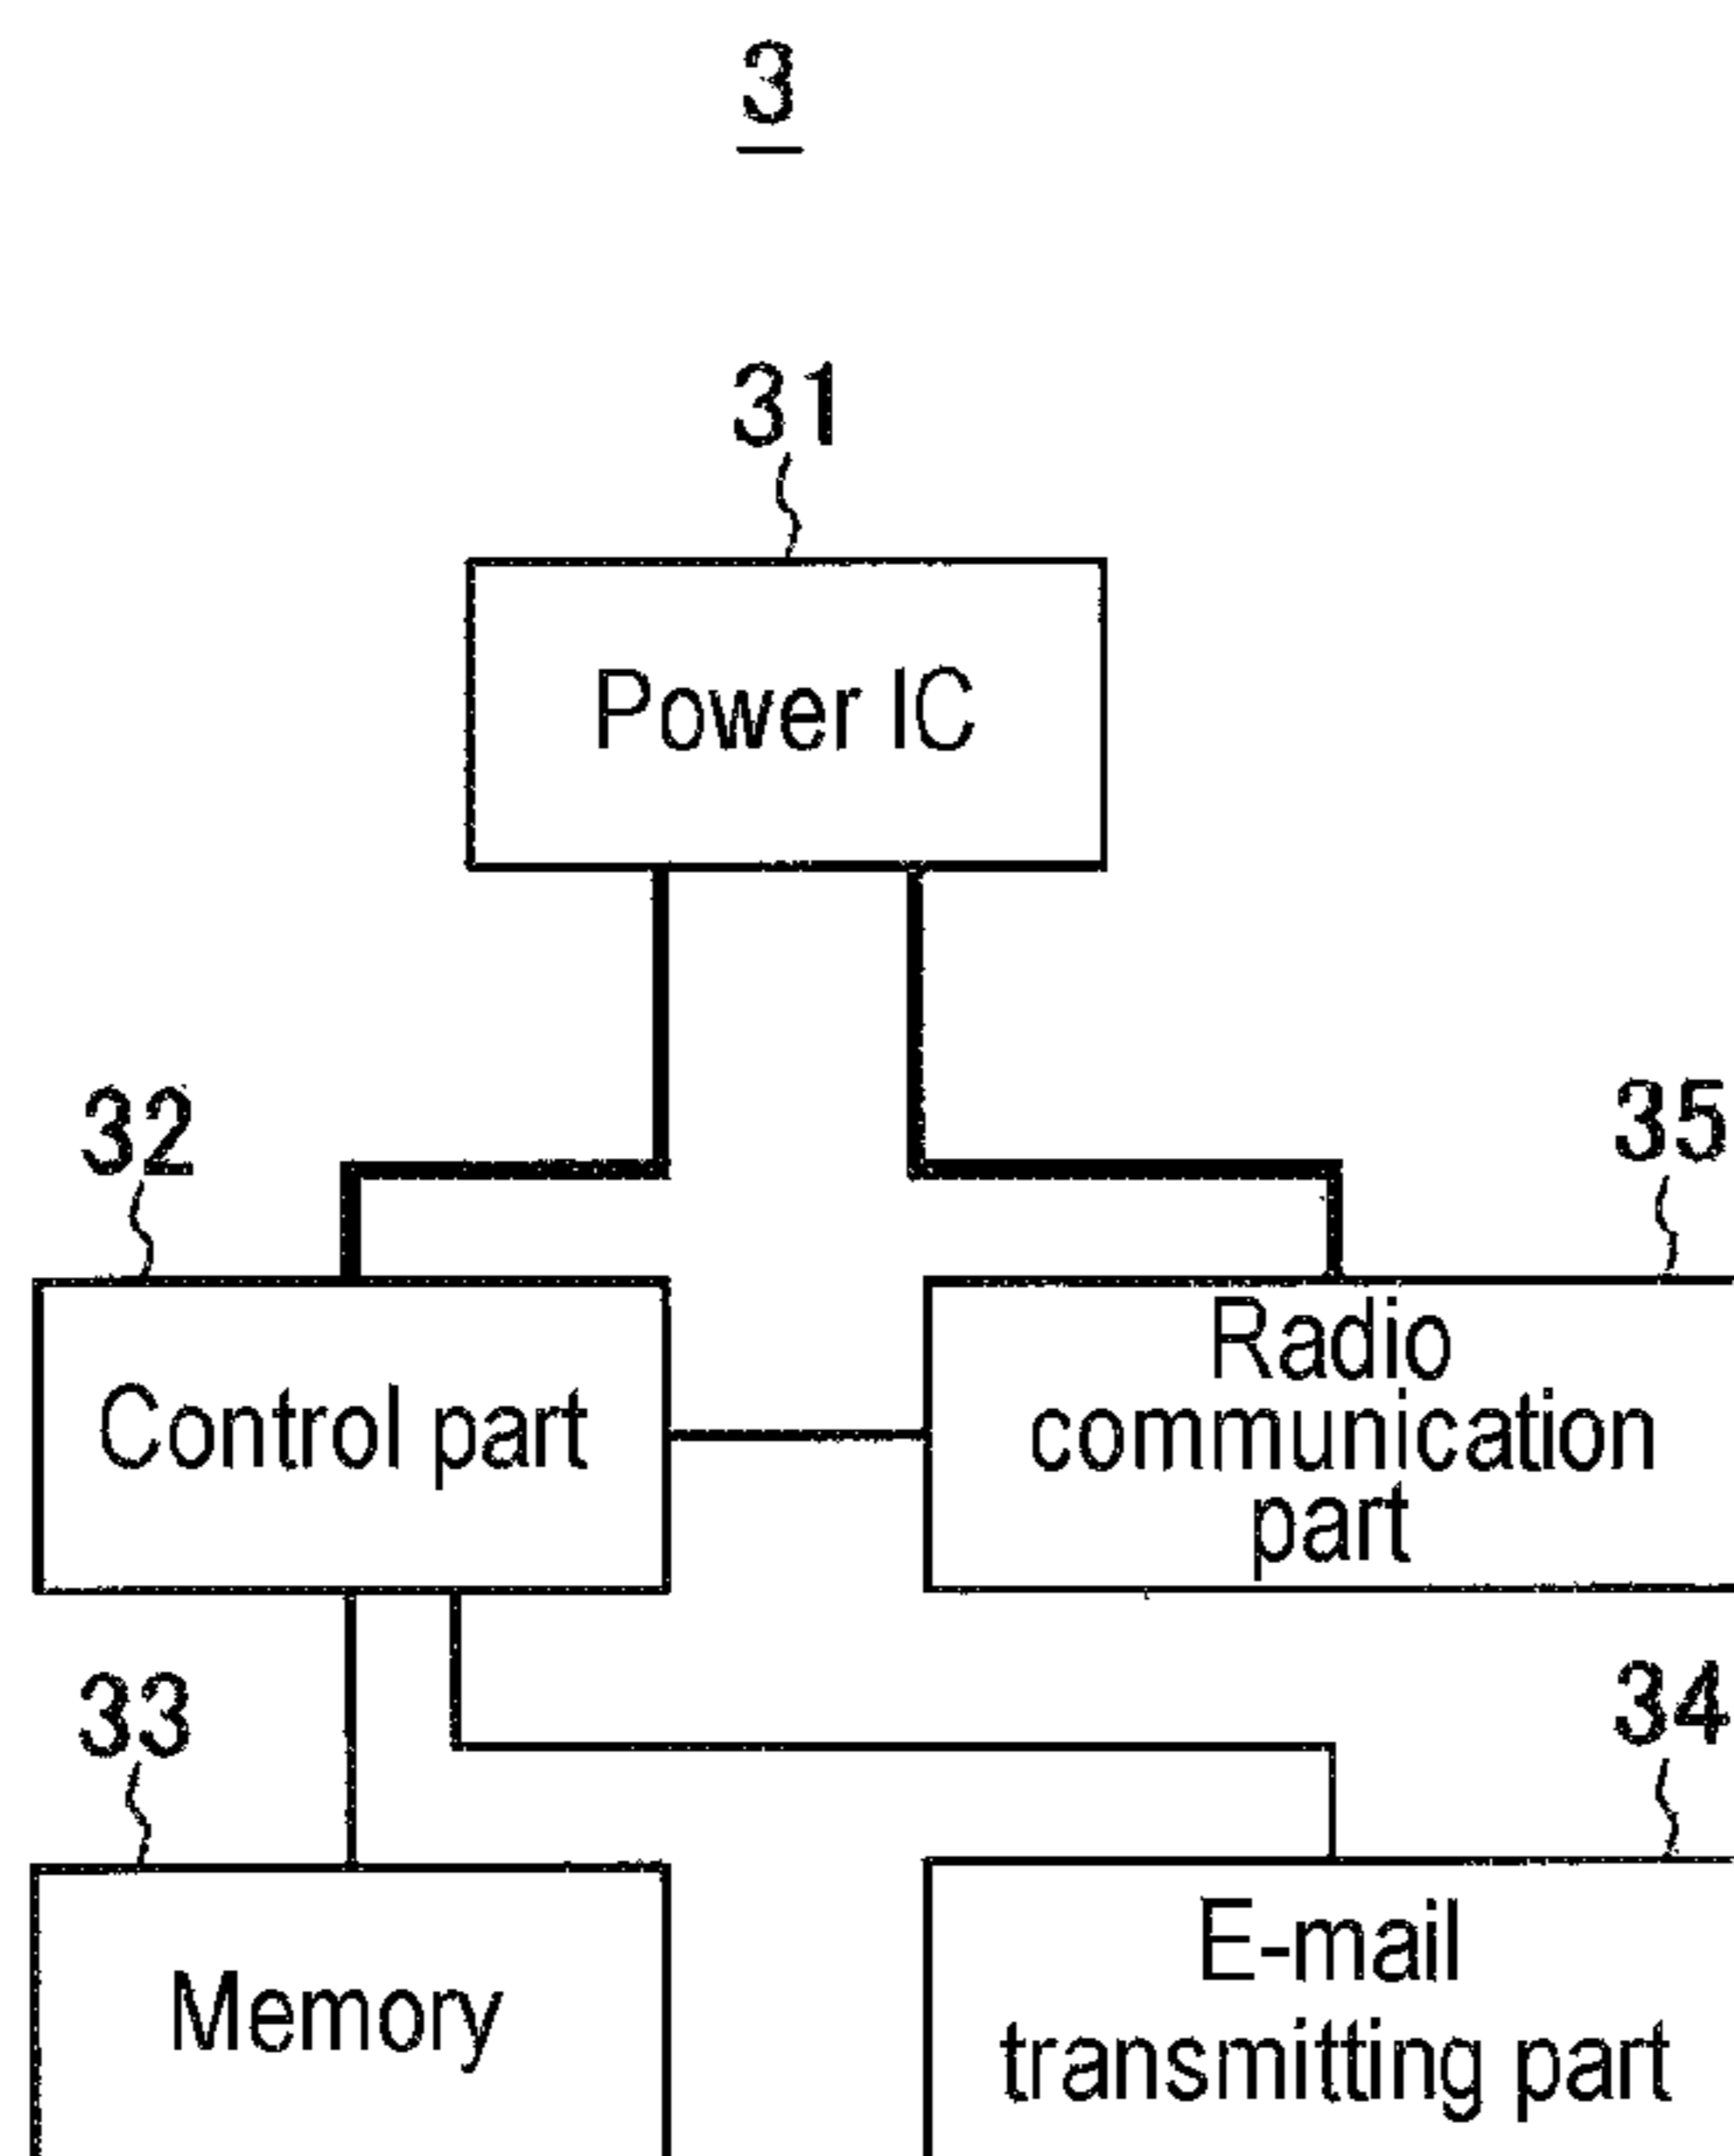 3
31
Power IC
32
35
Control part
Radio
communication
part
33
34
Memory
E-mail
transmitting part